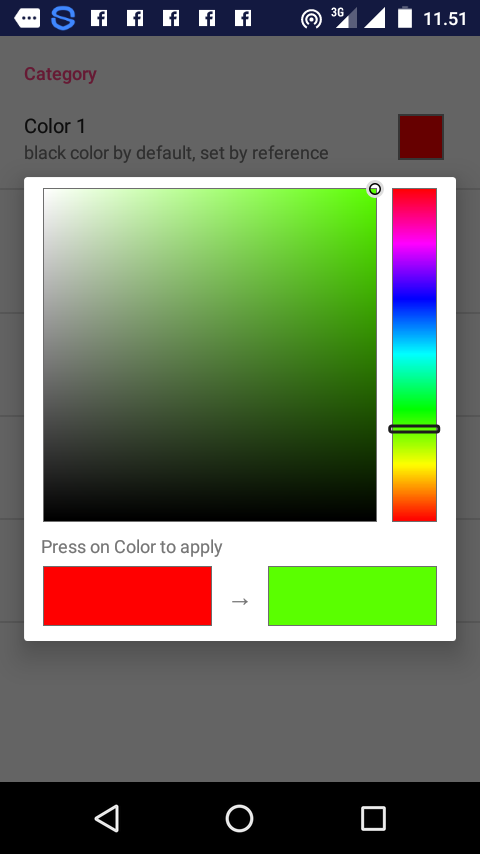 3G
11.51
Category
Color 1
black color by default, set by reference
Press on Color to apply